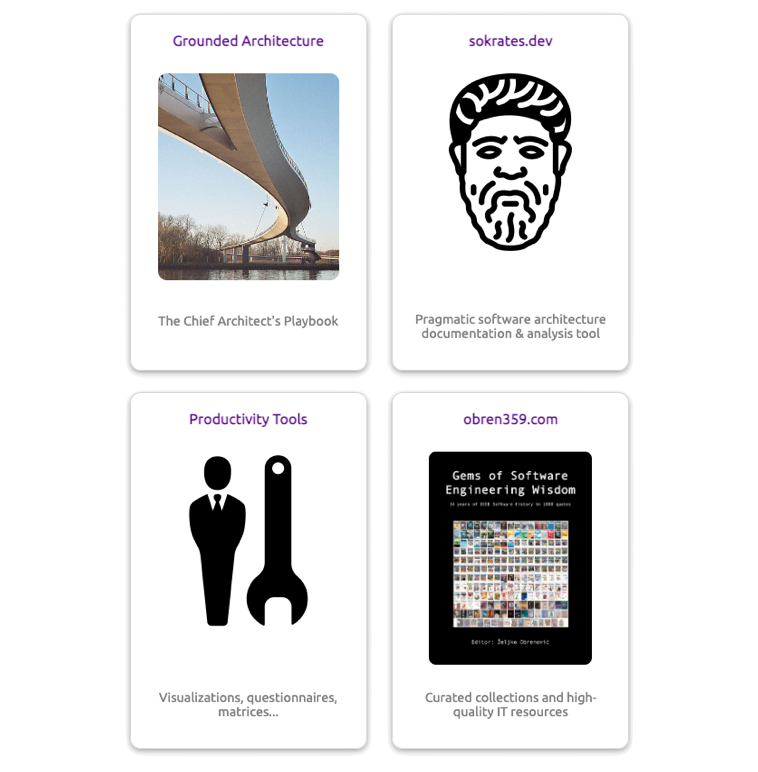 Grounded Architecture
The Chief Architect's Playbook
sokrates.dev
Pragmatic software architecture
documentation & analysis tool
Productivity Tools
Visualizations, questionnaires,
matrices...
obren359.com
Gems of Software
Engineering Wisdom
Editor: Željko Obrenović
Curated collections and high-
quality IT resources